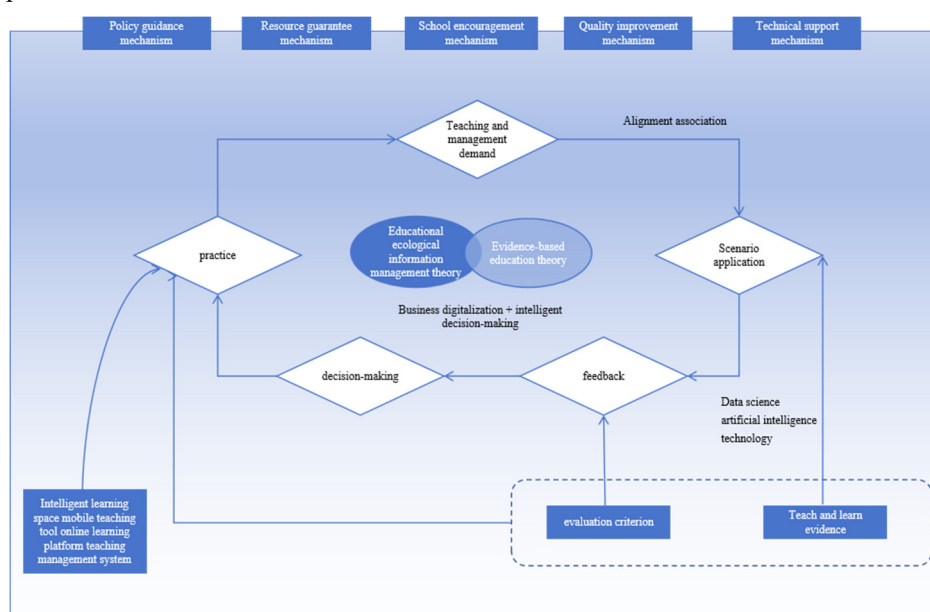 Policy guidance
mechanism
Resource guarantee
mechanism
School encouragement
mechanism
Quality improvement
mechanism
Technical support
mechanism
Teaching and
management
demand
Alignment association
practice
Educational
ecological
information
management theory
Evidence-based
education theory
Scenario
application
Business digitalization + intelligent
decision-making
decision-making
feedback
Data science
artificial intelligence
technology
Intelligent learning
space mobile teaching
tool online learning
platform teaching
management system
evaluation criterion
Teach and learn
evidence